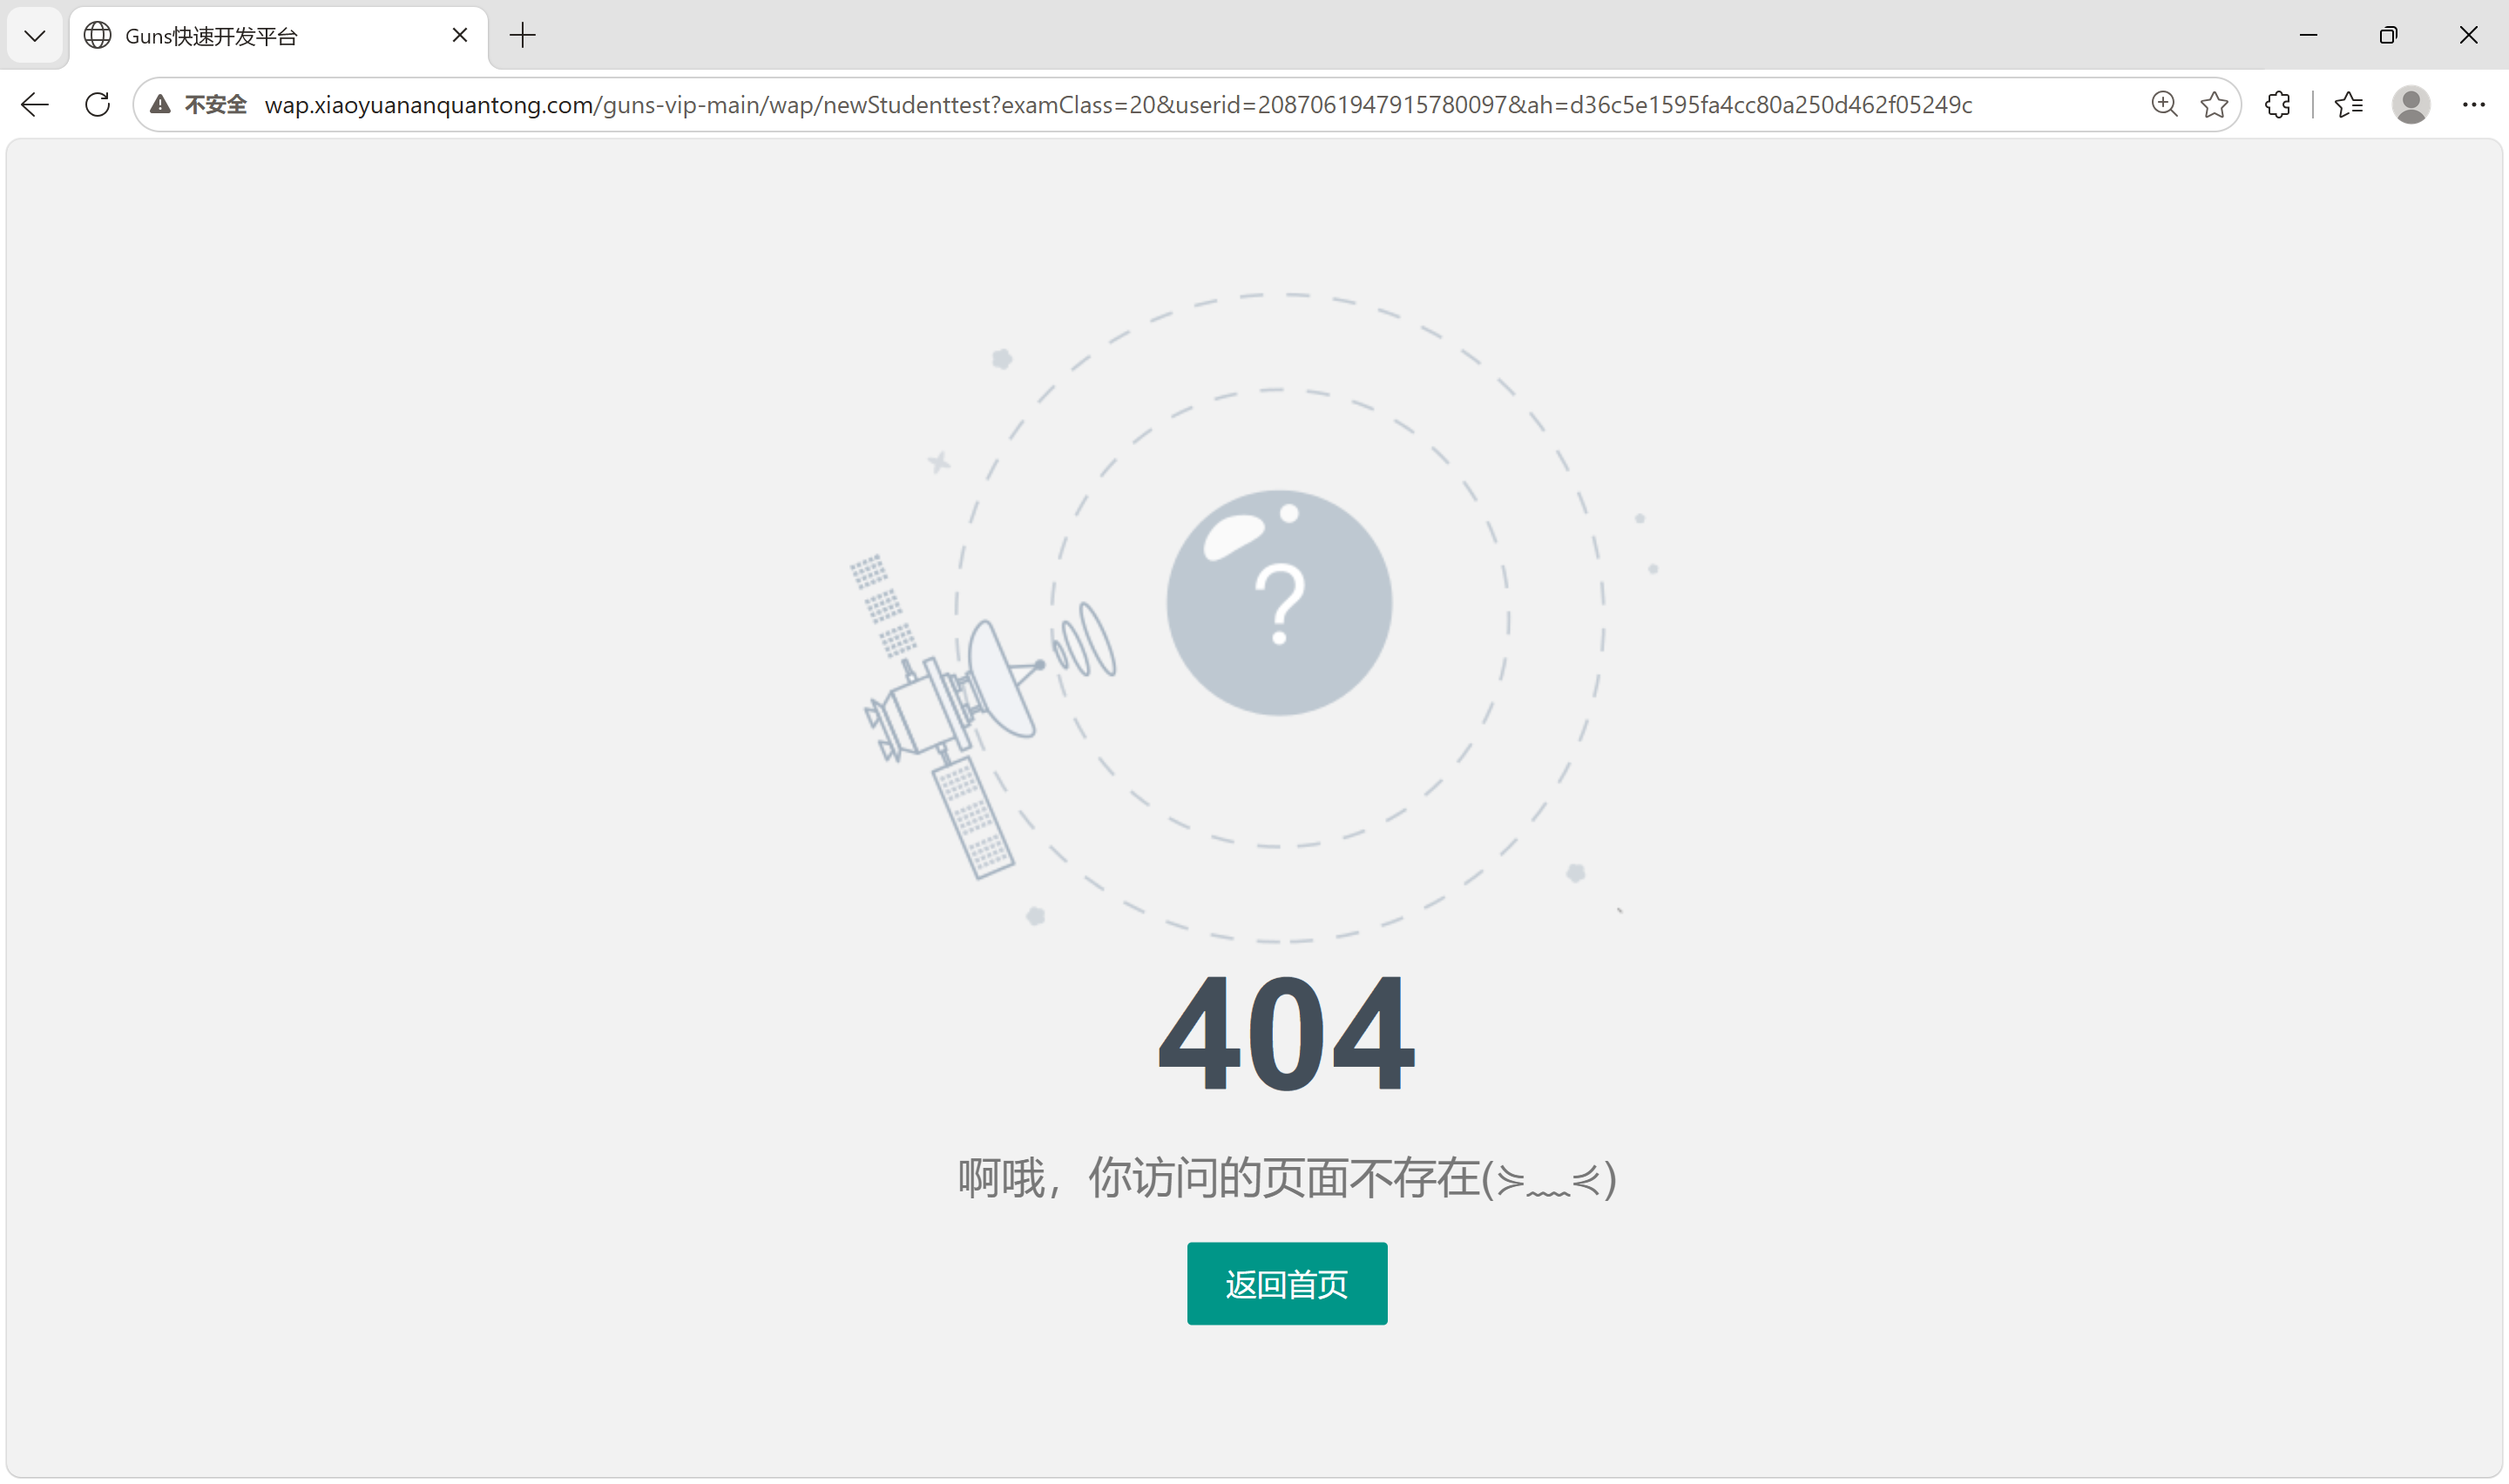 Guns快速开发平台
不安全 wap.xiaoyuananquantong.com/guns-vip-main/wap/newStudenttest?examClass=20&userid=2087061947915780097&ah=d36c5e1595fa4cc80a250d462f05249c
?
404
啊哦，你访问的页面不存在(⋟﹏⋞)
返回首页